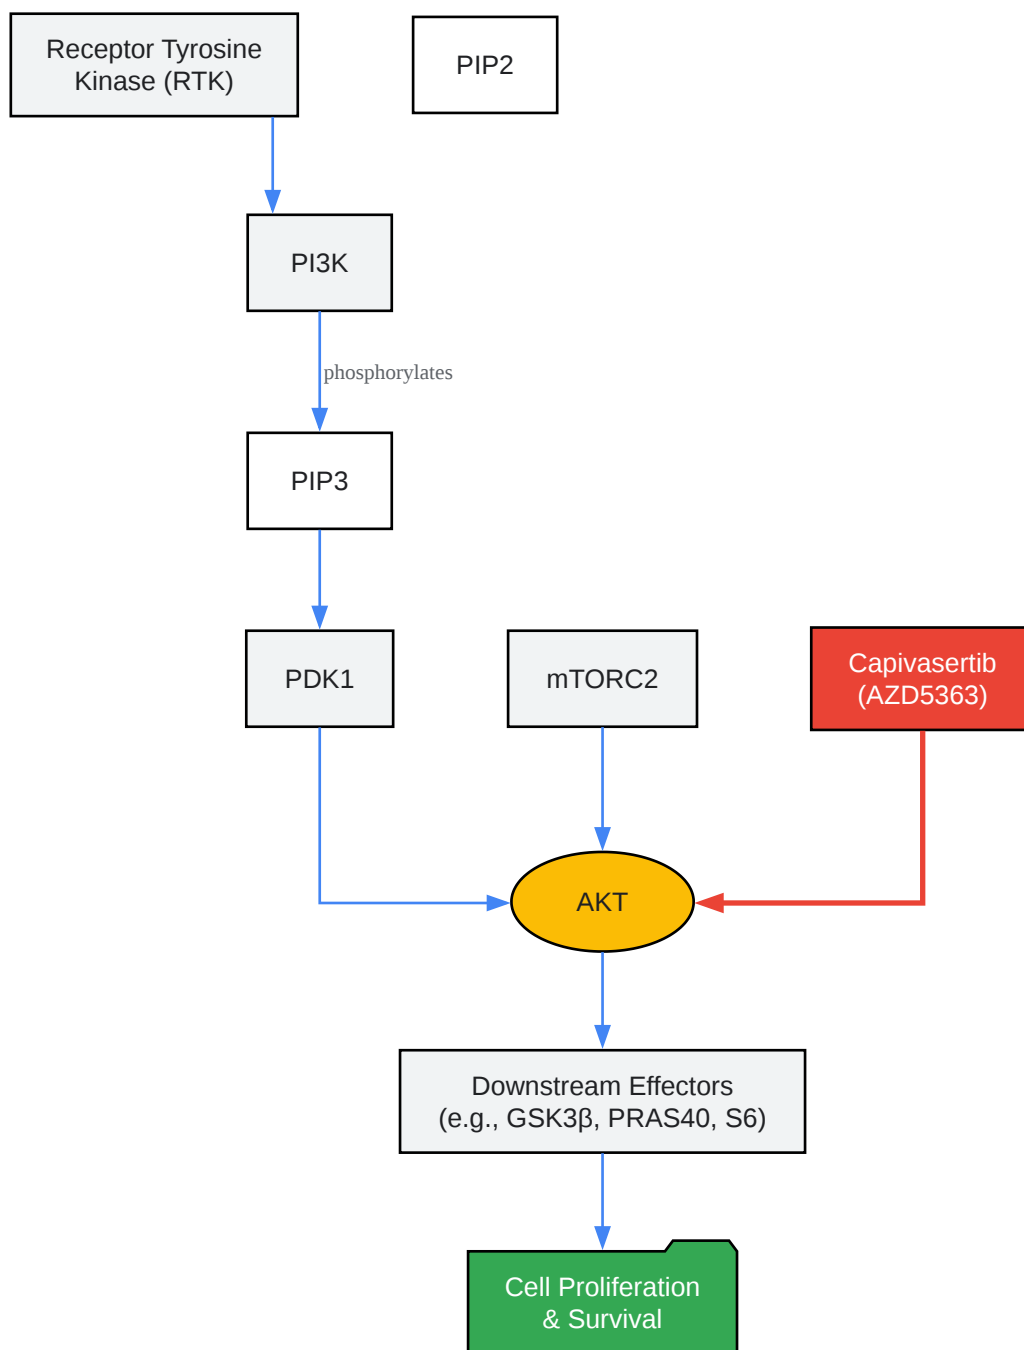 Receptor Tyrosine
Kinase (RTK)
PIP2
PI3K
phosphorylates
PIP3
PDK1
mTORC2
Capivasertib
(AZD5363)
AKT
Downstream Effectors
(e.g., GSK3β, PRAS40, S6)
Cell Proliferation
& Survival